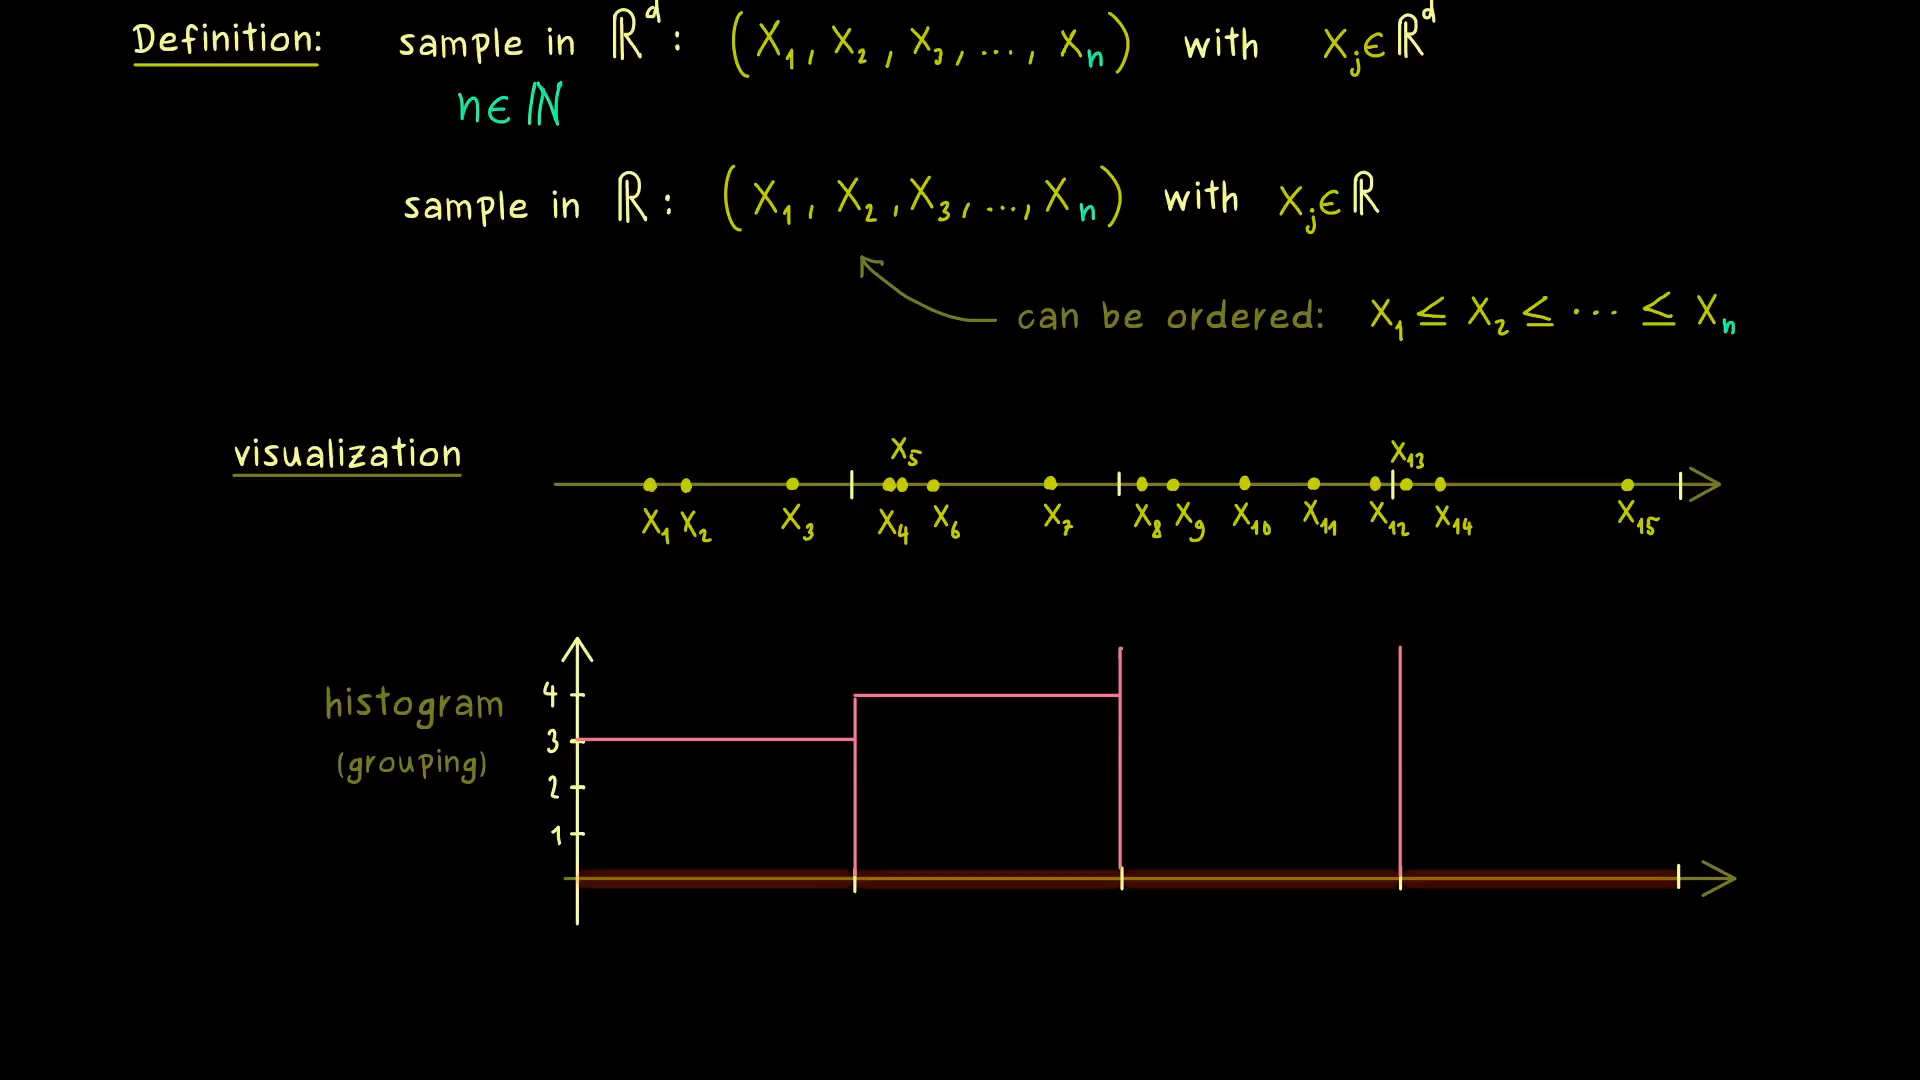 Definition: sample in ℝᵈ: (X₁, X₂, X₃, ..., Xₙ) with Xⱼ∈ℝᵈ
n∈ℕ
sample in ℝ: (X₁, X₂, X₃, ..., Xₙ) with Xⱼ∈ℝ
can be ordered: X₁ ≤ X₂ ≤ ··· ≤ Xₙ
visualization
X₅ X₁₃
X₁ X₂ X₃ X₄ X₆ X₇ X₈ X₉ X₁₀ X₁₁ X₁₂ X₁₄ X₁₅
histogram
(grouping)
4
3
2
1